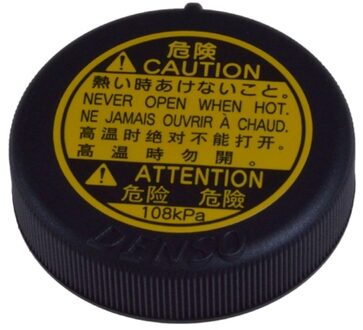 危険
⚠ CAUTION
熱い時あけないこと。
NEVER OPEN WHEN HOT.
NE JAMAIS OUVRIR À CHAUD.
高温时绝对不能打开。
高溫時勿開。
⚠ ATTENTION
危险 危險
108kPa
DENSO